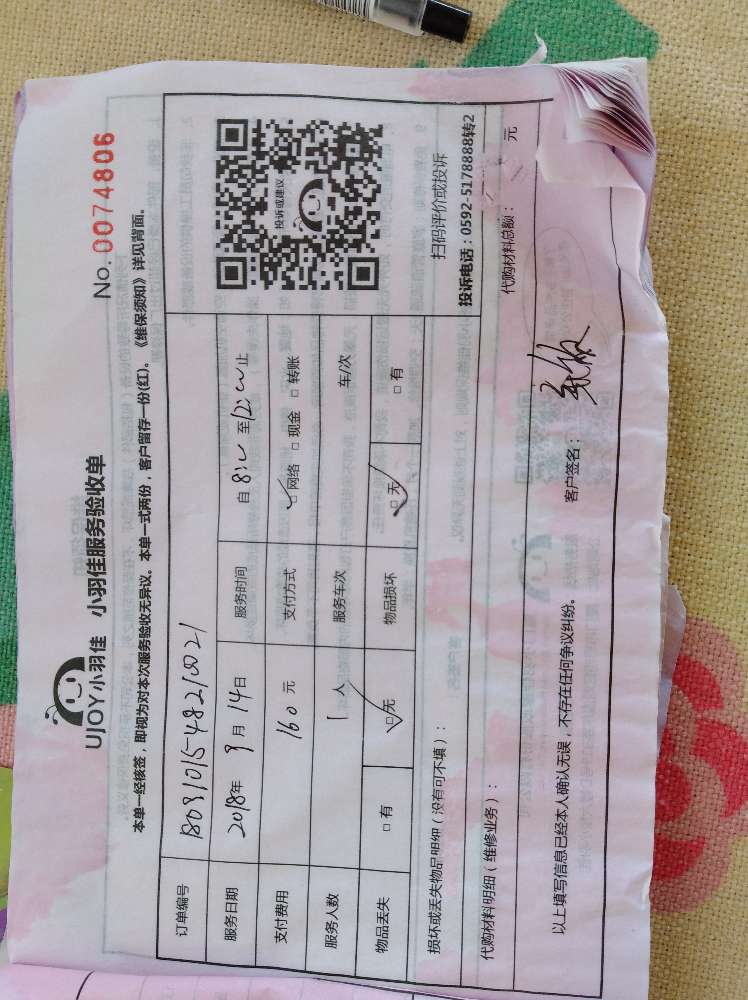 No. 0074806
UJOY小羽佳 小羽佳服务验收单
本单一经核签，即视为对本次服务验收无异议。本单一式两份，客户留存一份(红)。《维保须知》详见背面。
订单编号
服务日期 2018年 9月 14日 服务时间 自 至 止
支付费用 160 元 支付方式 ☑网络 □现金 □转账
服务人数 1 人 服务车次 车/次
物品丢失 □有 ☑无 物品损坏 ☑无 □有
投诉或建议
扫码评价或投诉
投诉电话：0592-5178888转2
损坏或丢失物品明细（没有可不填）：
代购材料明细（维修业务）： 代购材料总额： 元
以上填写信息已经本人确认无误，不存在任何争议纠纷。 客户签名：